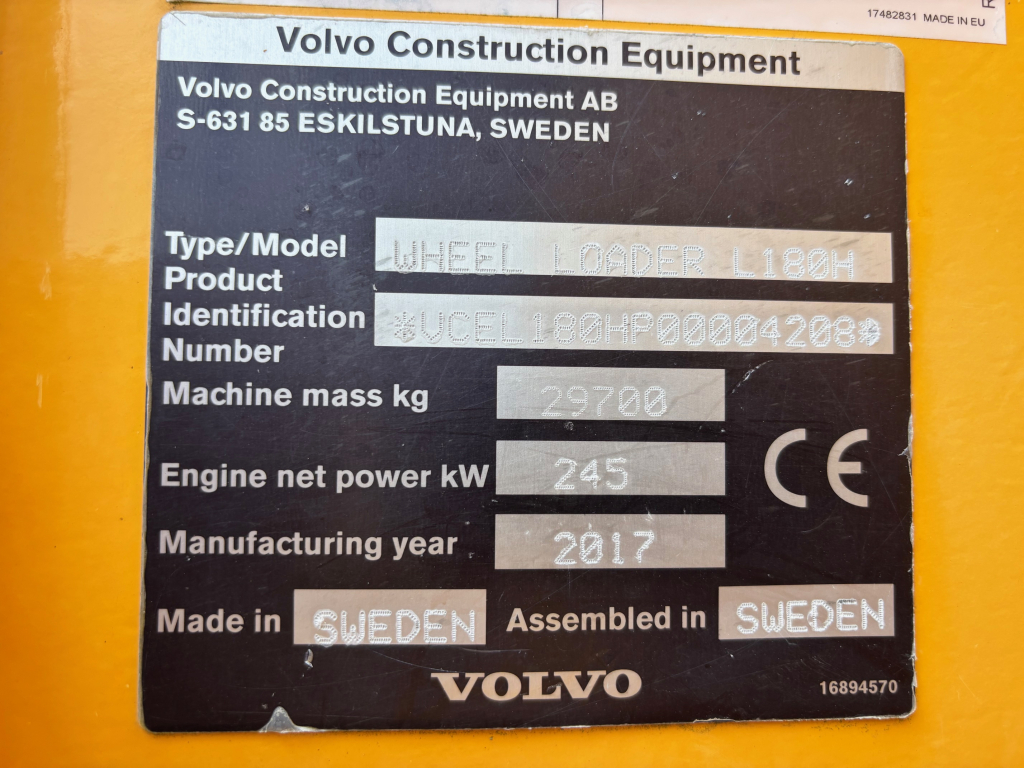 17482831 MADE IN EU
Volvo Construction Equipment
Volvo Construction Equipment AB
S-631 85 ESKILSTUNA, SWEDEN
Type/Model WHEEL LOADER L180H
Product
Identification *VCEL180HP00004208*
Number
Machine mass kg 29700
Engine net power kW 245
CE
Manufacturing year 2017
Made in SWEDEN Assembled in SWEDEN
VOLVO
16894570